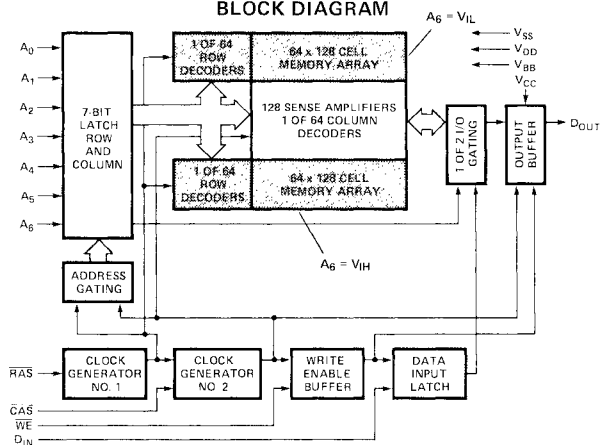 BLOCK DIAGRAM
A6 = VIL
A0
A1
A2
A3
A4
A5
A6
7-BIT
LATCH
ROW
AND
COLUMN
1 OF 64
ROW
DECODERS
64 x 128 CELL
MEMORY ARRAY
128 SENSE AMPLIFIERS
1 OF 64 COLUMN
DECODERS
1 OF 64
ROW
DECODERS
64 x 128 CELL
MEMORY ARRAY
A6 = VIH
VSS
VDD
VBB
VCC
1 OF 2 I/O
GATING
OUTPUT
BUFFER
DOUT
ADDRESS
GATING
RAS
CLOCK
GENERATOR
NO. 1
CLOCK
GENERATOR
NO. 2
WRITE
ENABLE
BUFFER
DATA
INPUT
LATCH
CAS
WE
DIN